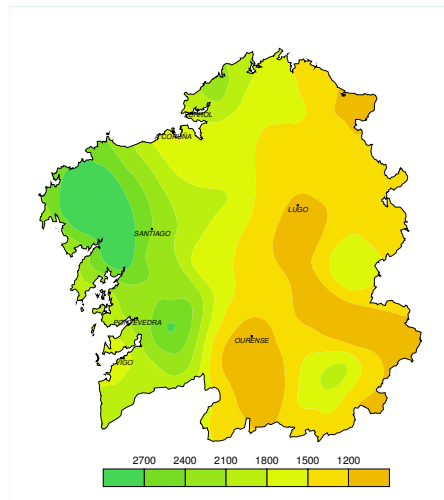 FERROL
A CORUÑA
LUGO
SANTIAGO
PONTEVEDRA
OURENSE
VIGO
2700 2400 2100 1800 1500 1200